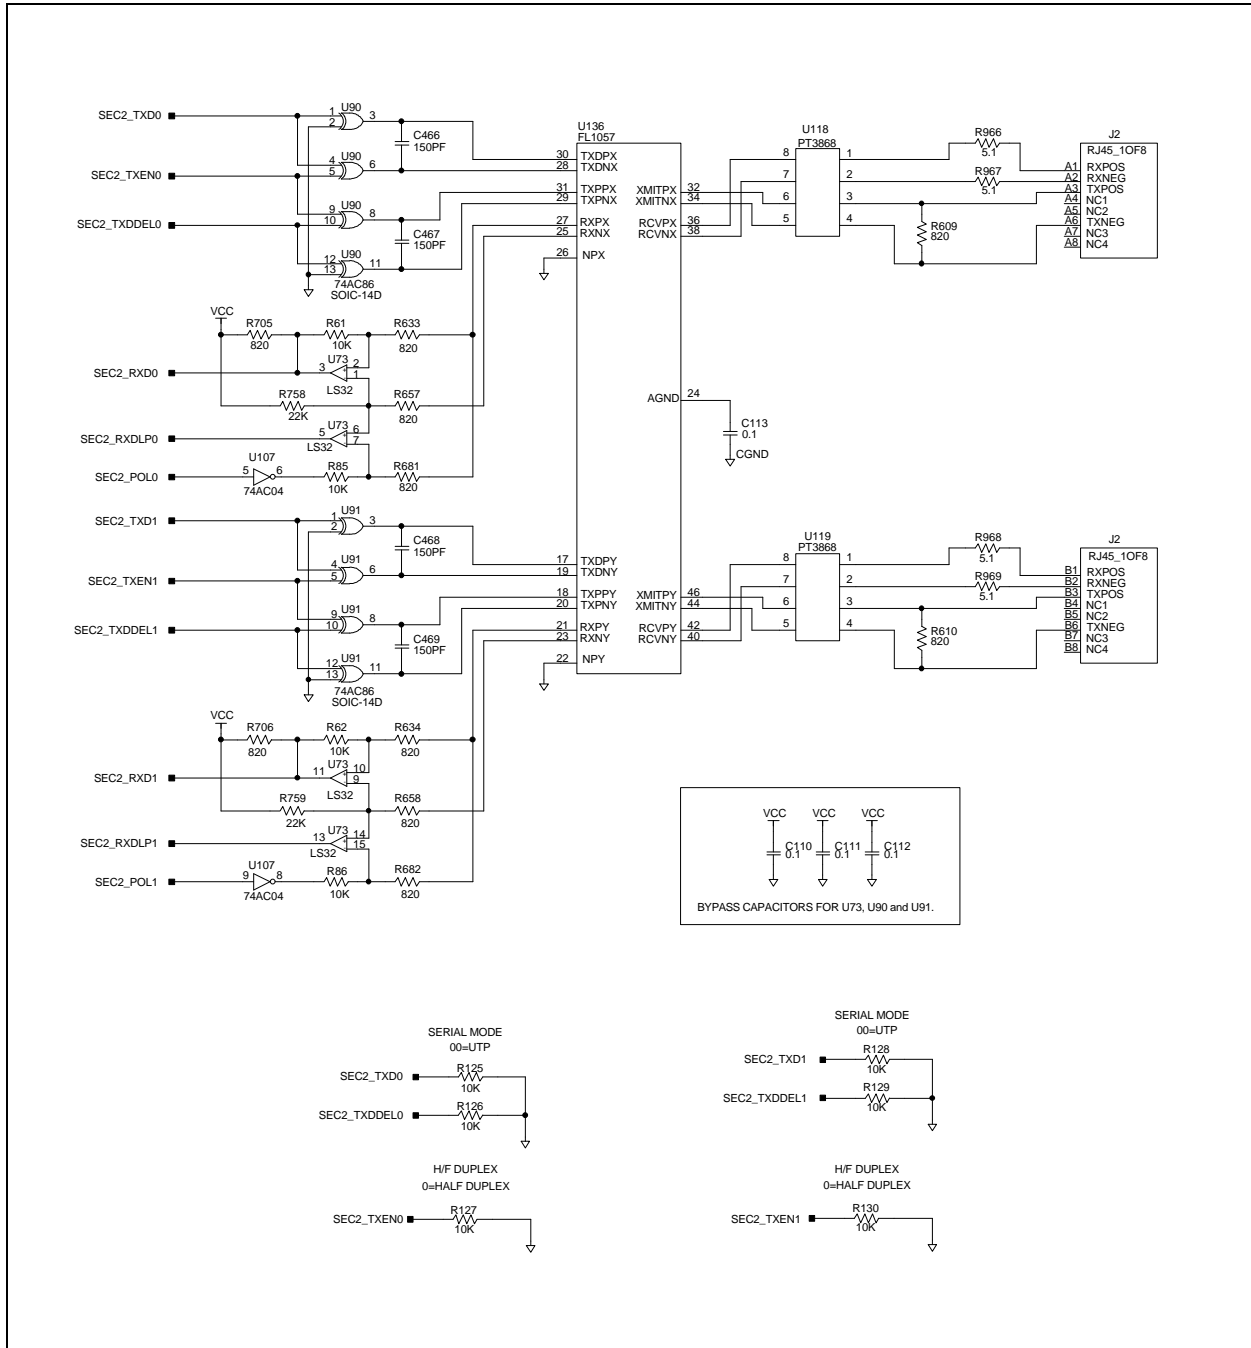 SEC2_TXD0
SEC2_TXEN0
SEC2_TXDDEL0
1
2
U90
3
4
5
U90
6
9
10
U90
8
12
13
U90
11
74AC86
SOIC-14D
C466
150PF
C467
150PF
VCC
R705
820
R61
10K
R633
820
SEC2_RXD0
3
U73
2
1
LS32
R758
22K
R657
820
SEC2_RXDLP0
5
U73
6
7
LS32
SEC2_POL0
5
U107
6
74AC04
R85
10K
R681
820
U136
FL1057
30 TXDPX
28 TXDNX
31 TXPPX
29 TXPNX
27 RXPX
25 RXNX
26 NPX
XMITPX 32
XMITNX 34
RCVPX 36
RCVNX 38
AGND 24
C113
0.1
CGND
U118
PT3868
8
7
6
5
1
2
3
4
R966
5.1
R967
5.1
R609
820
J2
RJ45_1OF8
A1 RXPOS
A2 RXNEG
A3 TXPOS
A4 NC1
A5 NC2
A6 TXNEG
A7 NC3
A8 NC4
SEC2_TXD1
SEC2_TXEN1
SEC2_TXDDEL1
1
2
U91
3
4
5
U91
6
9
10
U91
8
12
13
U91
11
74AC86
SOIC-14D
C468
150PF
C469
150PF
17 TXDPY
19 TXDNY
18 TXPPY
20 TXPNY
21 RXPY
23 RXNY
22 NPY
XMITPY 46
XMITNY 44
RCVPY 42
RCVNY 40
U119
PT3868
8
7
6
5
1
2
3
4
R968
5.1
R969
5.1
R610
820
J2
RJ45_1OF8
B1 RXPOS
B2 RXNEG
B3 TXPOS
B4 NC1
B5 NC2
B6 TXNEG
B7 NC3
B8 NC4
VCC
R706
820
R62
10K
R634
820
SEC2_RXD1
11
U73
10
9
LS32
R759
22K
R658
820
SEC2_RXDLP1
13
U73
14
15
LS32
SEC2_POL1
9
U107
8
74AC04
R86
10K
R682
820
VCC VCC VCC
C110
0.1
C111
0.1
C112
0.1
BYPASS CAPACITORS FOR U73, U90 and U91.
SERIAL MODE
00=UTP
SEC2_TXD0
R125
10K
SEC2_TXDDEL0
R126
10K
H/F DUPLEX
0=HALF DUPLEX
SEC2_TXEN0
R127
10K
SERIAL MODE
00=UTP
SEC2_TXD1
R128
10K
SEC2_TXDDEL1
R129
10K
H/F DUPLEX
0=HALF DUPLEX
SEC2_TXEN1
R130
10K